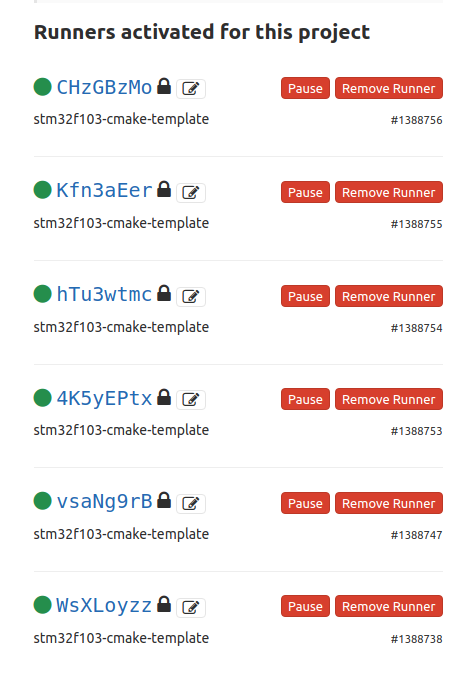 Runners activated for this project
CHzGBzMo Pause Remove Runner
stm32f103-cmake-template #1388756
Kfn3aEer Pause Remove Runner
stm32f103-cmake-template #1388755
hTu3wtmc Pause Remove Runner
stm32f103-cmake-template #1388754
4K5yEPtx Pause Remove Runner
stm32f103-cmake-template #1388753
vsaNg9rB Pause Remove Runner
stm32f103-cmake-template #1388747
WsXLoyzz Pause Remove Runner
stm32f103-cmake-template #1388738